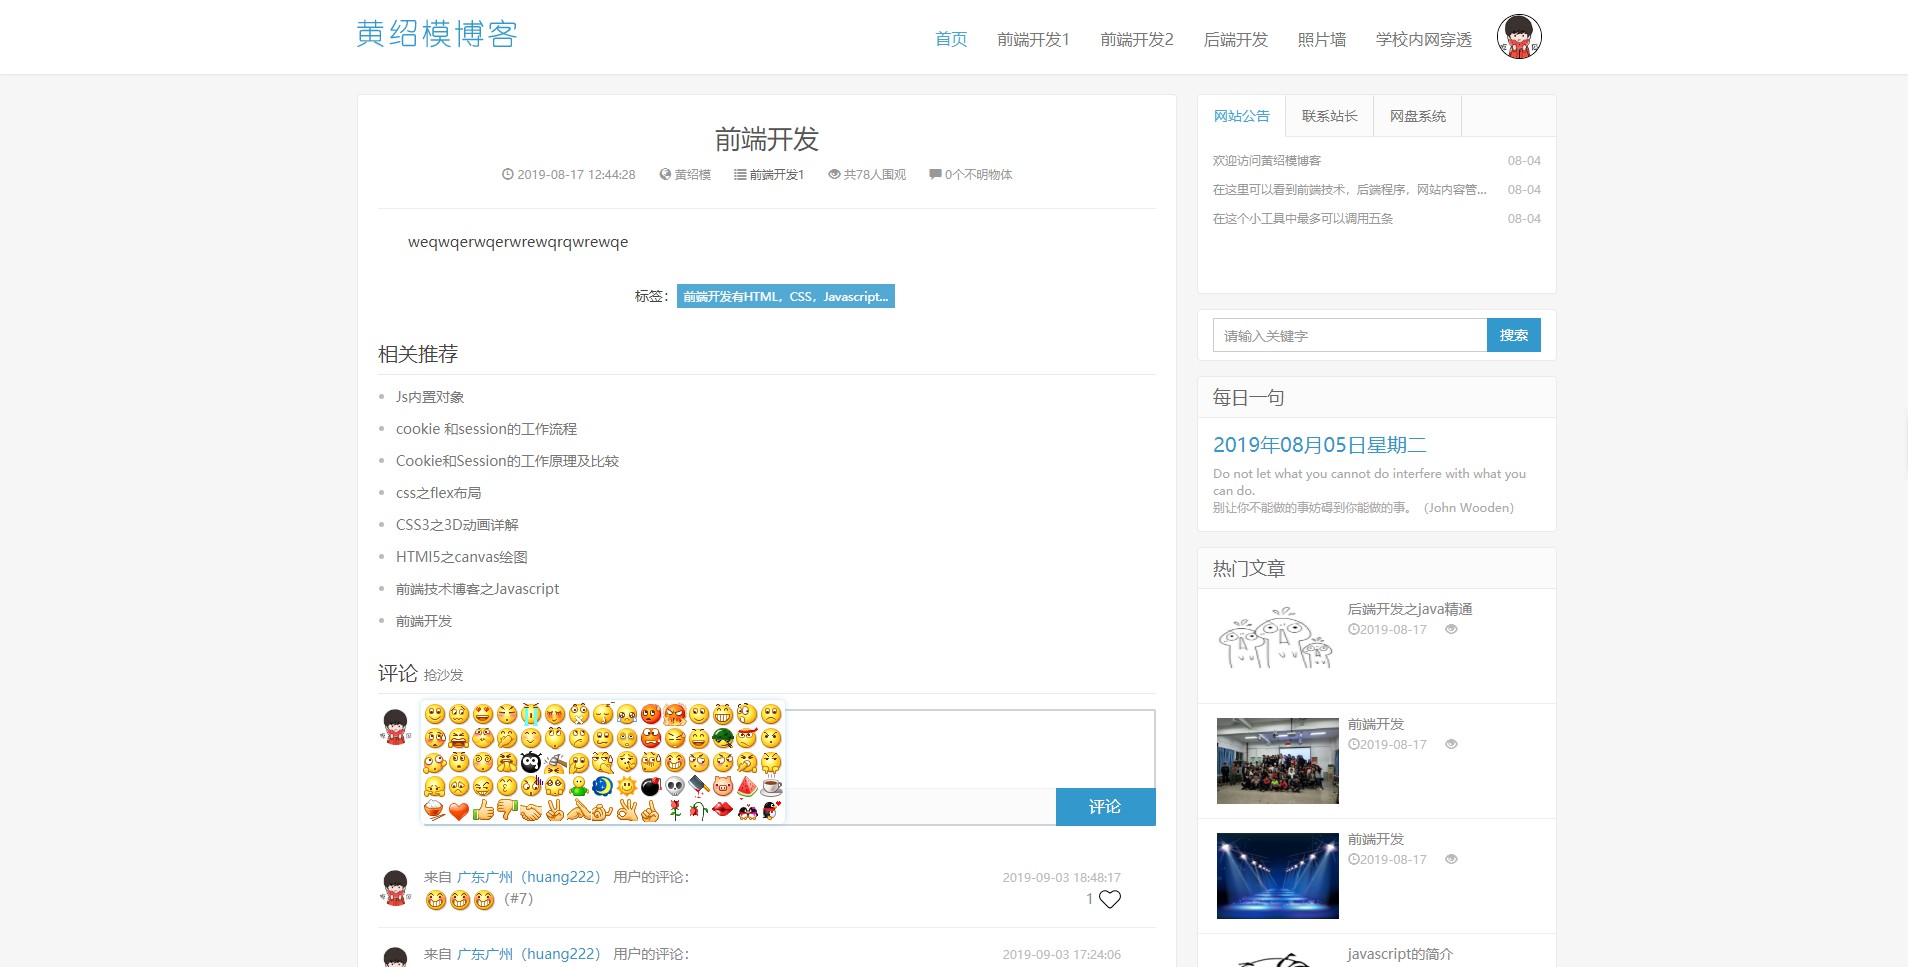 黄绍模博客
首页 前端开发1 前端开发2 后端开发 照片墙 学校内网穿透
前端开发
2019-08-17 12:44:28 黄绍模 前端开发1 共78人围观 0个不明物体
weqwqerwqerwrewqrqwrewqe
标签： 前端开发有HTML，CSS，Javascript...
相关推荐
Js内置对象
cookie 和session的工作流程
Cookie和Session的工作原理及比较
css之flex布局
CSS3之3D动画详解
HTMl5之canvas绘图
前端技术博客之Javascript
前端开发
评论 抢沙发
评论
来自 广东广州（huang222） 用户的评论： 2019-09-03 18:48:17
（#7） 1
来自 广东广州（huang222） 用户的评论： 2019-09-03 17:24:06
网站公告 联系站长 网盘系统
欢迎访问黄绍模博客 08-04
在这里可以看到前端技术，后端程序，网站内容管... 08-04
在这个小工具中最多可以调用五条 08-04
请输入关键字 搜索
每日一句
2019年08月05日星期二
Do not let what you cannot do interfere with what you
can do.
别让你不能做的事妨碍到你能做的事。（John Wooden）
热门文章
后端开发之java精通
2019-08-17
前端开发
2019-08-17
前端开发
2019-08-17
javascript的简介